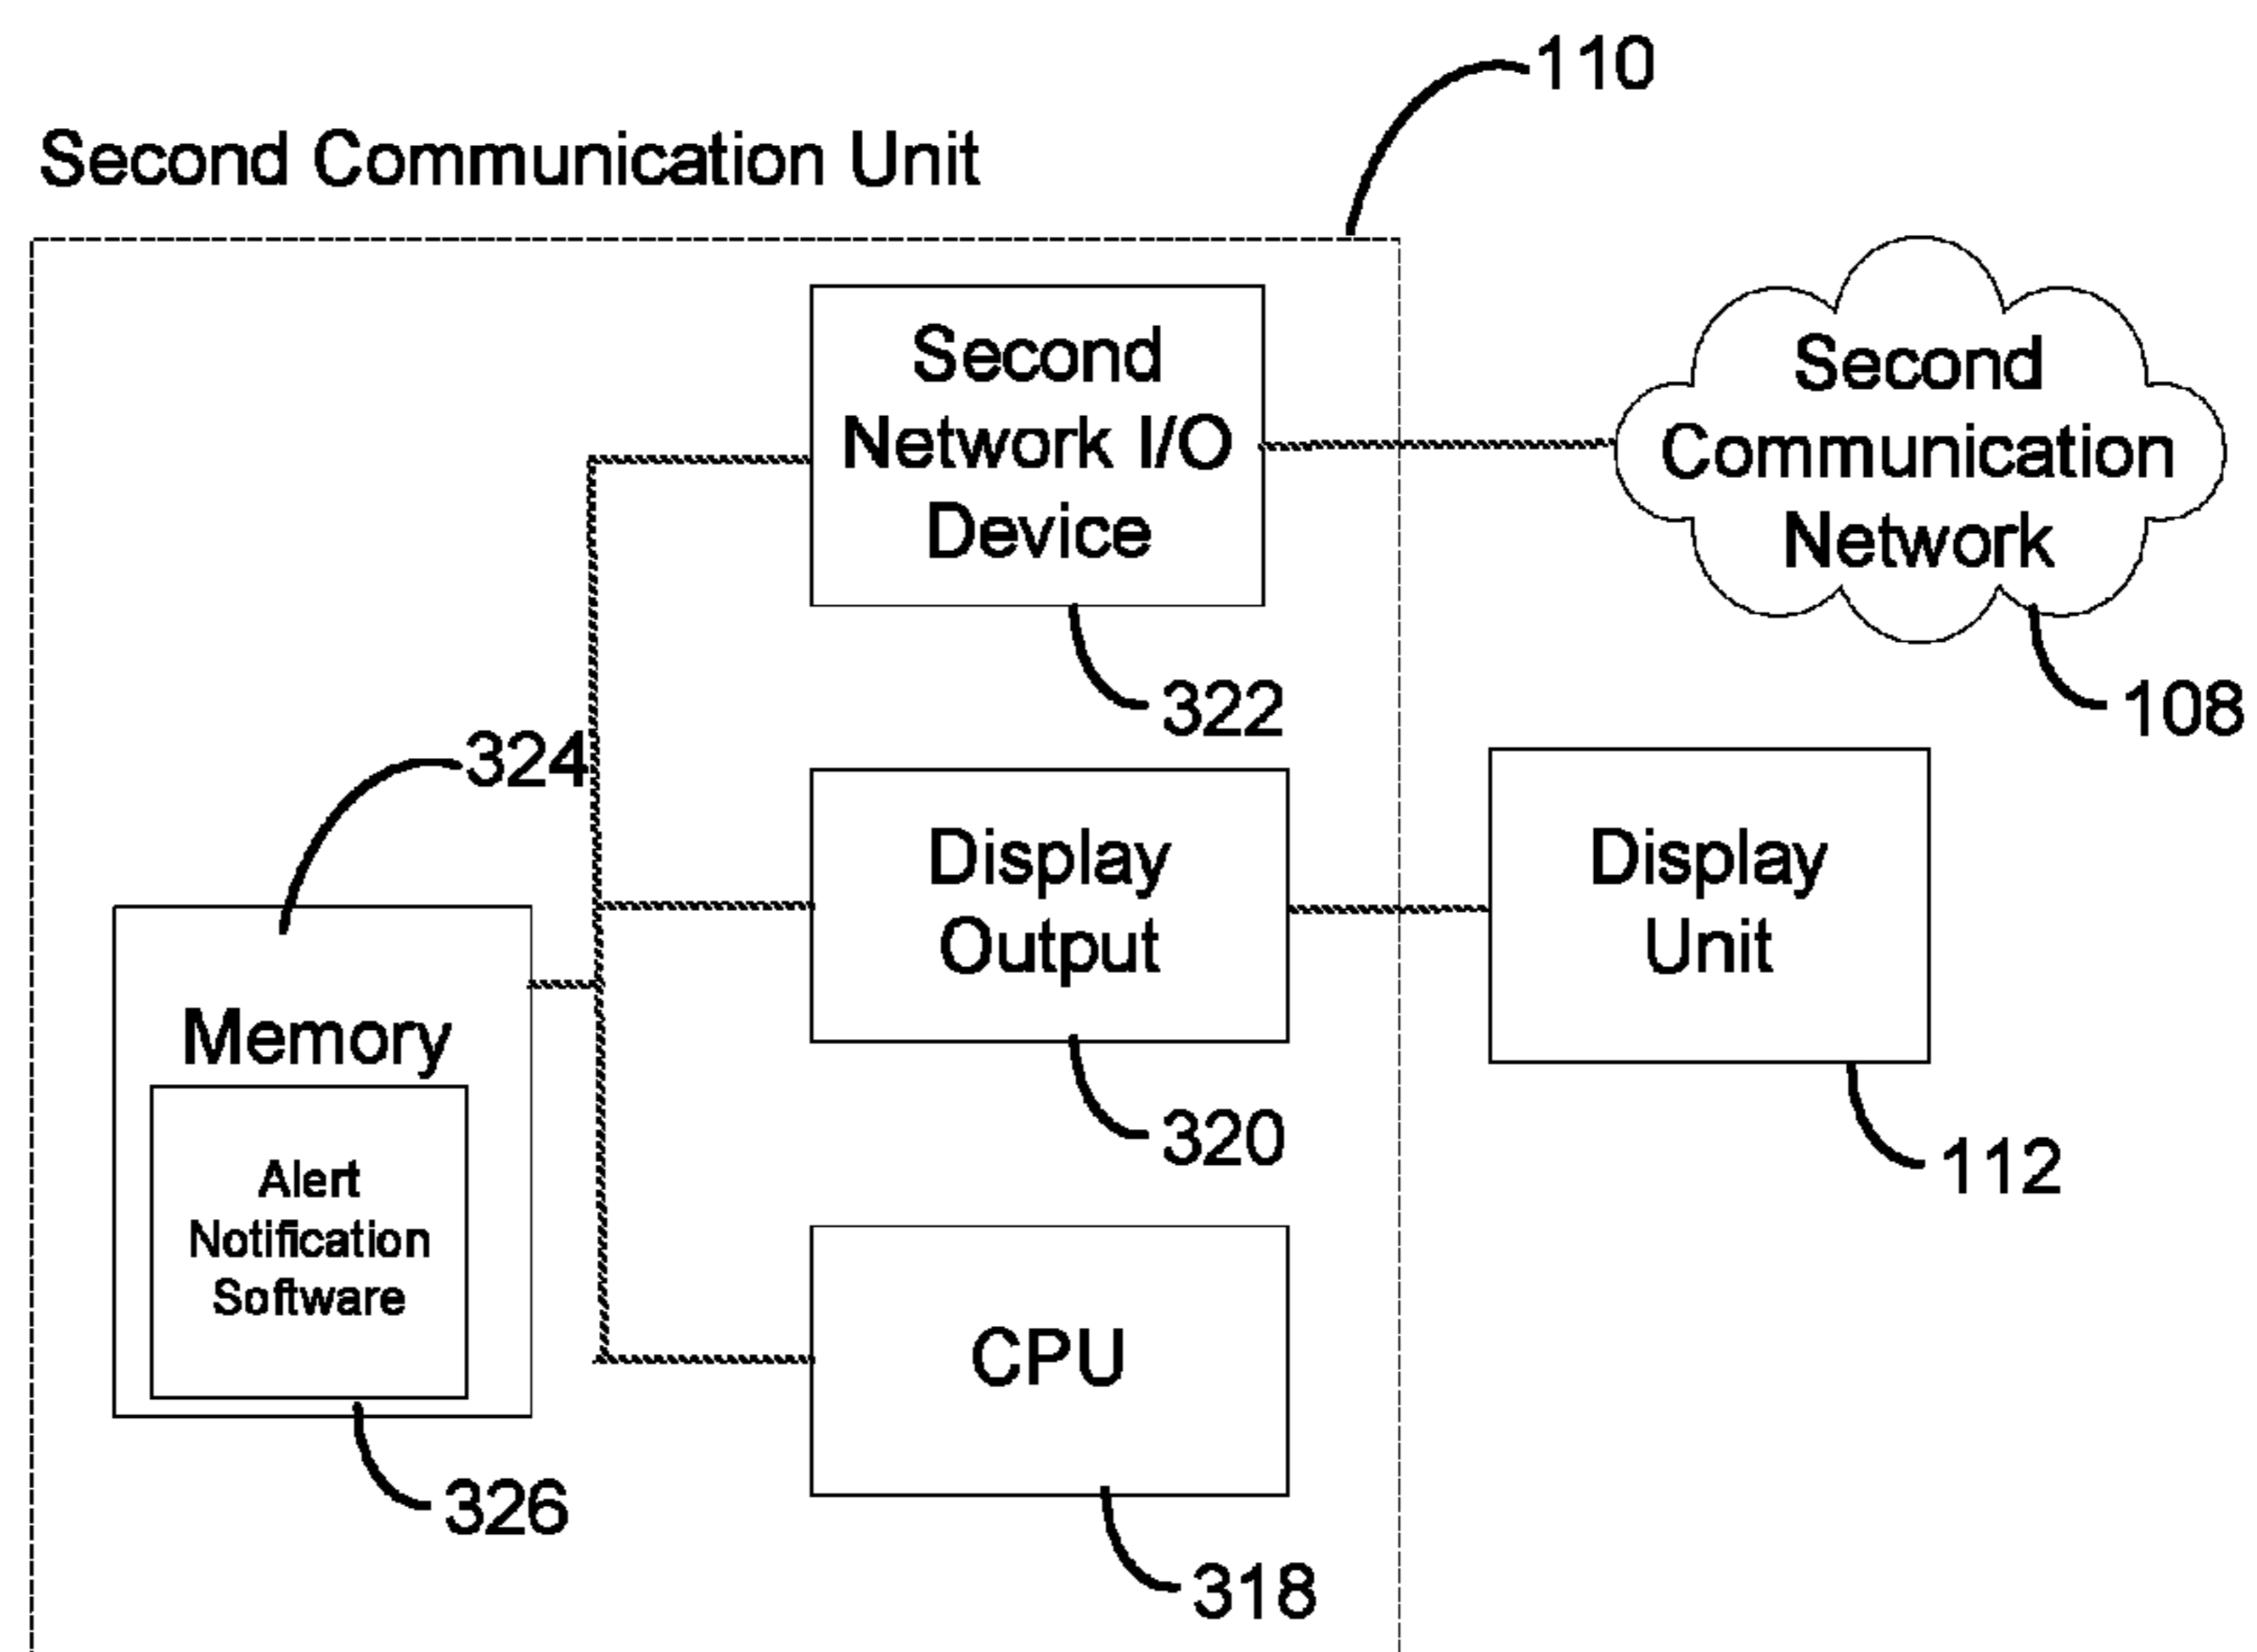 110
Second Communication Unit
Second
Network I/O
Device
Second
Communication
Network
322
108
324
Display
Output
Display
Unit
Memory
320
112
Alert
Notification
Software
CPU
326
318